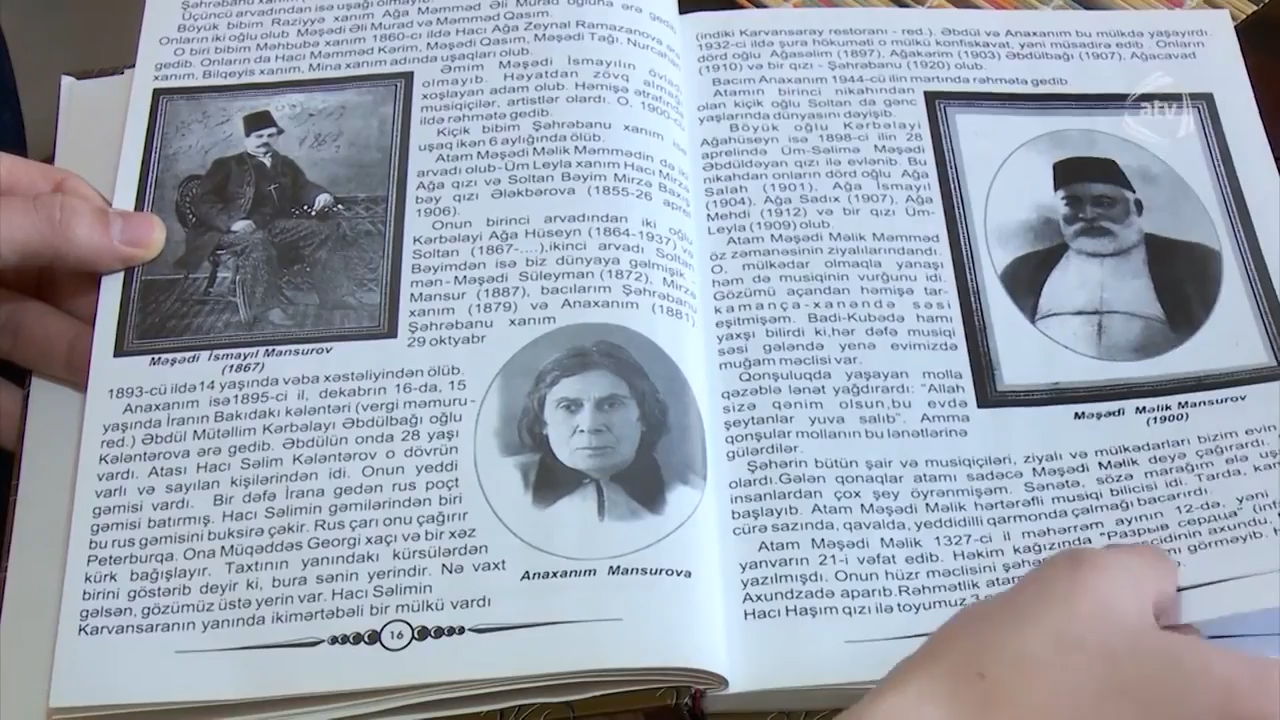 Şəhrəbanu xanım
Üçüncü arvadından isə uşağı olmayıb.
Böyük bibim Raziyyə xanım Ağa Məmməd Əli Murad oğluna ərə gedib.
Onların iki oğlu olub Məşədi Əli Murad və Məmməd Qasım.
O biri bibim Məhbubə xanım 1860-cı ildə Hacı Ağa Zeynal Ramazanova ərə
gedib. Onların da Hacı Məmməd Kərim, Məşədi Qasım, Məşədi Tağı, Nurcahan
xanım, Bilqeyis xanım, Mina xanım adında uşaqları olub.
Əmim Məşədi İsmayılın övladı
olmayıb. Həyatdan zövq almağı
xoşlayan adam olub. Həmişə ətrafında
musiqiçilər, artistlər olardı. O, 1900-cü
ildə rəhmətə gedib.
Kiçik bibim Şəhrəbanu xanım isə
uşaq ikən 6 aylığında ölüb.
Atam Məşədi Məlik Məmmədin də iki
arvadı olub-Üm Leyla xanım Hacı Mirzə
Ağa qızı və Soltan Bəyim Mirzə Baxış
bəy qızı Ələkbərova (1855-26 aprel
1906).
Onun birinci arvadından iki oğlu
Kərbəlayi Ağa Hüseyn (1864-1937) və
Soltan (1867-....),ikinci arvadı Soltan
Bəyimdən isə biz dünyaya gəlmişik -
mən- Məşədi Süleyman (1872), Mirzə
Mansur (1887), bacılarım Şəhrəbanu
xanım (1879) və Anaxanım (1881)
Şəhrəbanu xanım
29 oktyabr
Məşədi İsmayıl Mansurov
(1867)
1893-cü ildə14 yaşında vəba xəstəliyindən ölüb.
Anaxanım isə1895-ci il, dekabrın 16-da, 15
yaşında İranın Bakıdakı kələntəri (vergi məmuru -
red.) Əbdül Mütəllim Kərbəlayı Əbdülbağı oğlu
Kələntərova ərə gedib. Əbdülün onda 28 yaşı
vardı. Atası Hacı Səlim Kələntərov o dövrün
varlı və sayılan kişilərindən idi. Onun yeddi
gəmisi vardı. Bir dəfə İrana gedən rus poçt
gəmisi batırmış. Hacı Səlimin gəmilərindən biri
bu rus gəmisini buksirə çəkir. Rus çarı onu çağırır
Peterburqa. Ona Müqəddəs Georgi xaçı və bir xəz
kürk bağışlayır. Taxtının yanındakı kürsülərdən
birini göstərib deyir ki, bura sənin yerindir. Nə vaxt
gəlsən, gözümüz üstə yerin var. Hacı Səlimin
Karvansaranın yanında ikimərtəbəli bir mülkü vardı
Anaxanım Mansurova
16
(indiki Karvansaray restoranı - red.). Əbdül və Anaxanım bu mülkdə yaşayırdı.
1932-ci ildə şura hökuməti o mülkü konfiskavat, yəni müsadirə edib . Onların
dörd oğlu Ağasəlim (1897), Ağakərim (1903) Əbdülbağı (1907), Ağacavad
(1910) və bir qızı - Şəhrəbanu (1920) olub.
Bacım Anaxanım 1944-cü ilin martında rəhmətə gedib.
Atamın birinci nikahından
olan kiçik oğlu Soltan da gənc
yaşlarında dünyasını dəyişib.
Böyük oğlu Kərbəlayi
Ağahüseyn isə 1898-ci ilin 28
aprelində Üm-Səlimə Məşədi
Əbdüldəyan qızı ilə evlənib. Bu
nikahdan onların dörd oğlu Ağa
Salah (1901), Ağa İsmayıl
(1904), Ağa Sadıx (1907), Ağa
Mehdi (1912) və bir qızı Üm-
Leyla (1909) olub.
Atam Məşədi Məlik Məmməd
öz zəmanəsinin ziyalılarındandı.
O, mülkədar olmaqla yanaşı
həm də musiqinin vurğunu idi.
Gözümü açandan həmişə tar-
kamança-xanəndə səsi
eşitmişəm. Badi-Kubədə hamı
yaxşı bilirdi ki,hər dəfə musiqi
səsi gələndə yenə evimizdə
muğam məclisi var.
Qonşuluqda yaşayan molla
qəzəblə lənət yağdırardı: "Allah
sizə qənim olsun,bu evdə
şeytanlar yuva salıb". Amma
qonşular mollanın bu lənətlərinə
gülərdilər.
Məşədi Məlik Mansurov
(1900)
Şəhərin bütün şair və musiqiçiləri, ziyalı və mülkədarları bizim evin
olardı.Gələn qonaqlar atamı sadəcə Məşədi Məlik deyə çağırardı.
insanlardan çox şey öyrənmişəm. Sənətə, sözə marağım elə
başlayıb. Atam Məşədi Məlik hərtərəfli musiqi bilicisi idi. Tarda,
cürə sazında, qavalda, yeddidilli qarmonda çalmağı bacarırdı.
Atam Məşədi Məlik 1327-ci il məhərrəm ayının 12-də, yəni
yanvarın 21-i vəfat edib. Həkim kağızında "Разрыв сердца"
yazılmışdı. Onun hüzr məclisini şəhə məscidinin axundu,
Axundzadə aparıb.Rəhmətlik atam görməyib.
Hacı Haşım qızı ilə toyumuz
atv